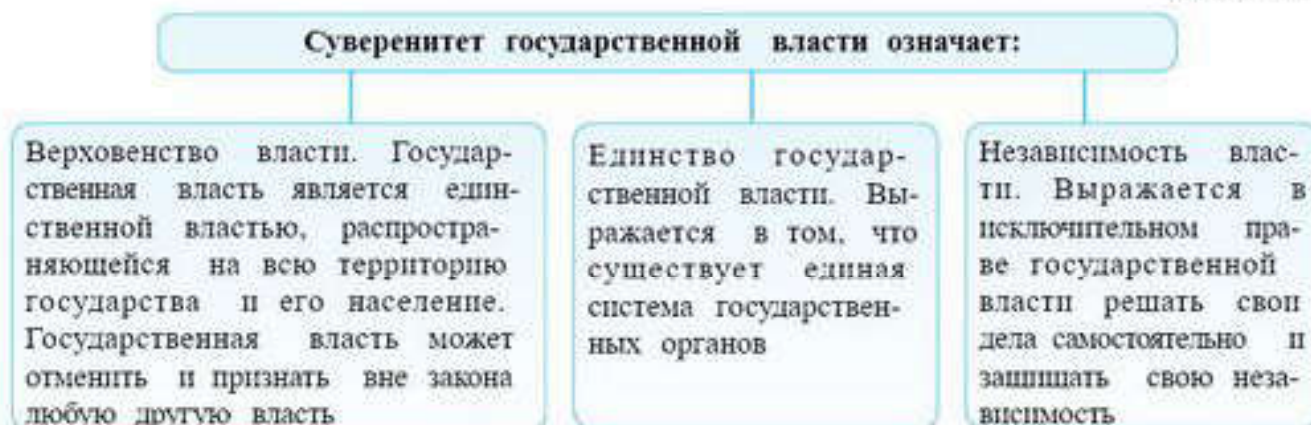 Суверенитет государственной власти означает:
Верховенство власти. Государ-
ственная власть является един-
ственной властью, распростра-
няющейся на всю территорию
государства и его население.
Государственная власть может
отменить и признать вне закона
любую другую власть
Единство государ-
ственной власти. Вы-
ражается в том, что
существует единая
система государствен-
ных органов
Независимость влас-
ти. Выражается в
исключительном пра-
ве государственной
власти решать свои
дела самостоятельно и
защищать свою неза-
висимость